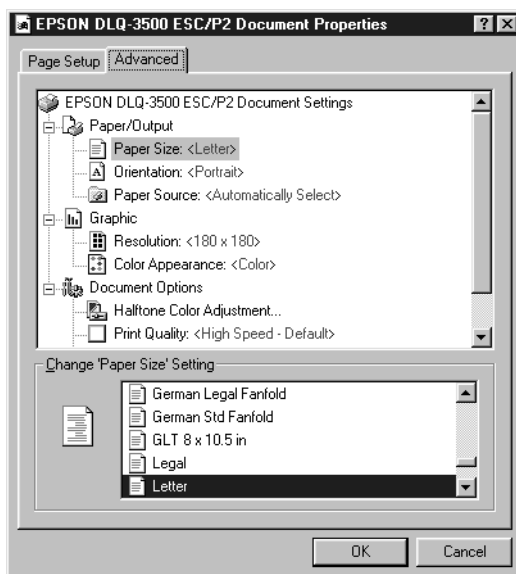 EPSON DLQ-3500 ESC/P2 Document Properties
Page Setup
Advanced
EPSON DLQ-3500 ESC/P2 Document Settings
Paper/Output
Paper Size: <Letter>
Orientation: <Portrait>
Paper Source: <Automatically Select>
Graphic
Resolution: <180 x 180>
Color Appearance: <Color>
Document Options
Halftone Color Adjustment...
Print Quality: <High Speed - Default>
Change 'Paper Size' Setting
German Legal Fanfold
German Std Fanfold
GLT 8 x 10.5 in
Legal
Letter
OK
Cancel